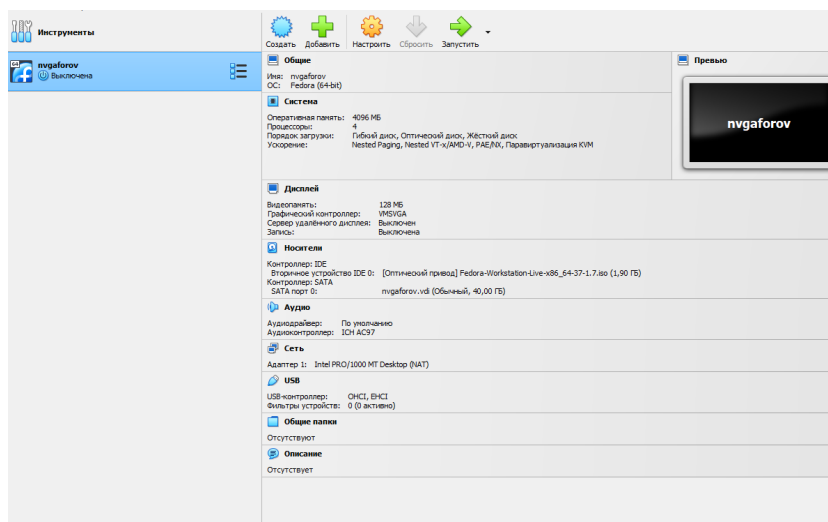 Инструменты
Создать Добавить Настроить Сбросить Запустить
64
nvgaforov
Выключена
Общие
Имя: nvgaforov
ОС: Fedora (64-bit)
Превью
nvgaforov
Система
Оперативная память: 4096 МБ
Процессоры: 4
Порядок загрузки: Гибкий диск, Оптический диск, Жёсткий диск
Ускорение: Nested Paging, Nested VT-x/AMD-V, PAE/NX, Паравиртуализация KVM
Дисплей
Видеопамять: 128 МБ
Графический контроллер: VMSVGA
Сервер удалённого дисплея: Выключен
Запись: Выключена
Носители
Контроллер: IDE
Вторичное устройство IDE 0: [Оптический привод] Fedora-Workstation-Live-x86_64-37-1.7.iso (1,90 ГБ)
Контроллер: SATA
SATA порт 0: nvgaforov.vdi (Обычный, 40,00 ГБ)
Аудио
Аудиодрайвер: По умолчанию
Аудиоконтроллер: ICH AC97
Сеть
Адаптер 1: Intel PRO/1000 MT Desktop (NAT)
USB
USB-контроллер: OHCI, EHCI
Фильтры устройств: 0 (0 активно)
Общие папки
Отсутствуют
Описание
Отсутствует